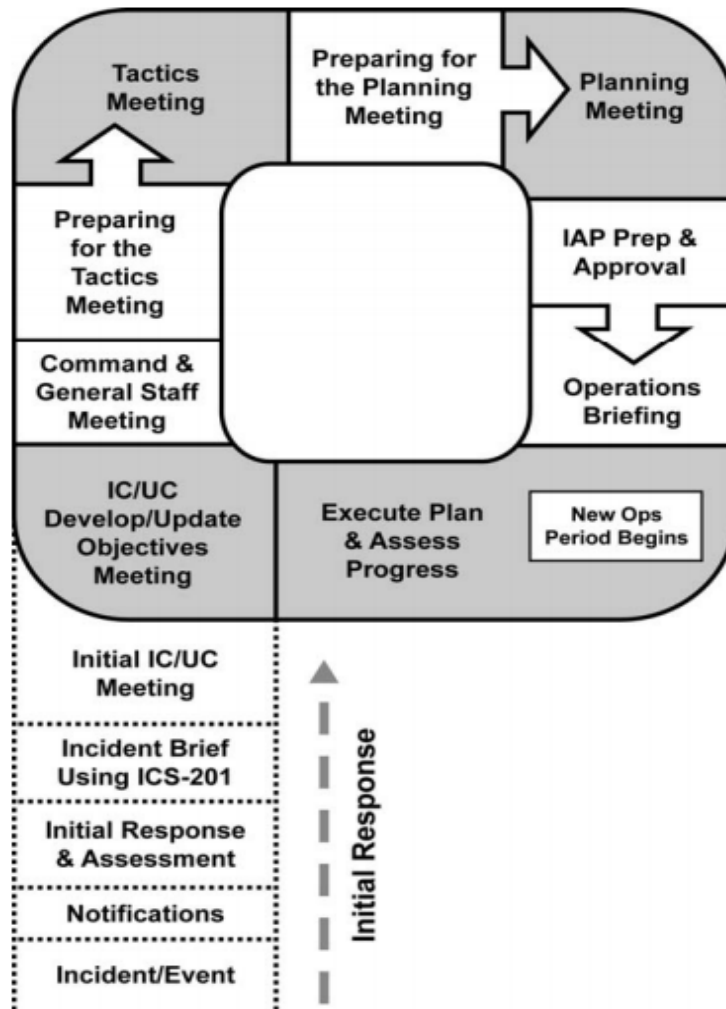 Tactics
Meeting
Preparing for
the Planning
Meeting
Planning
Meeting
Preparing
for the
Tactics
Meeting
IAP Prep &
Approval
Command &
General Staff
Meeting
Operations
Briefing
IC/UC
Develop/Update
Objectives
Meeting
Execute Plan
& Assess
Progress
New Ops
Period Begins
Initial IC/UC
Meeting
Incident Brief
Using ICS-201
Initial Response
& Assessment
Notifications
Incident/Event
Initial Response